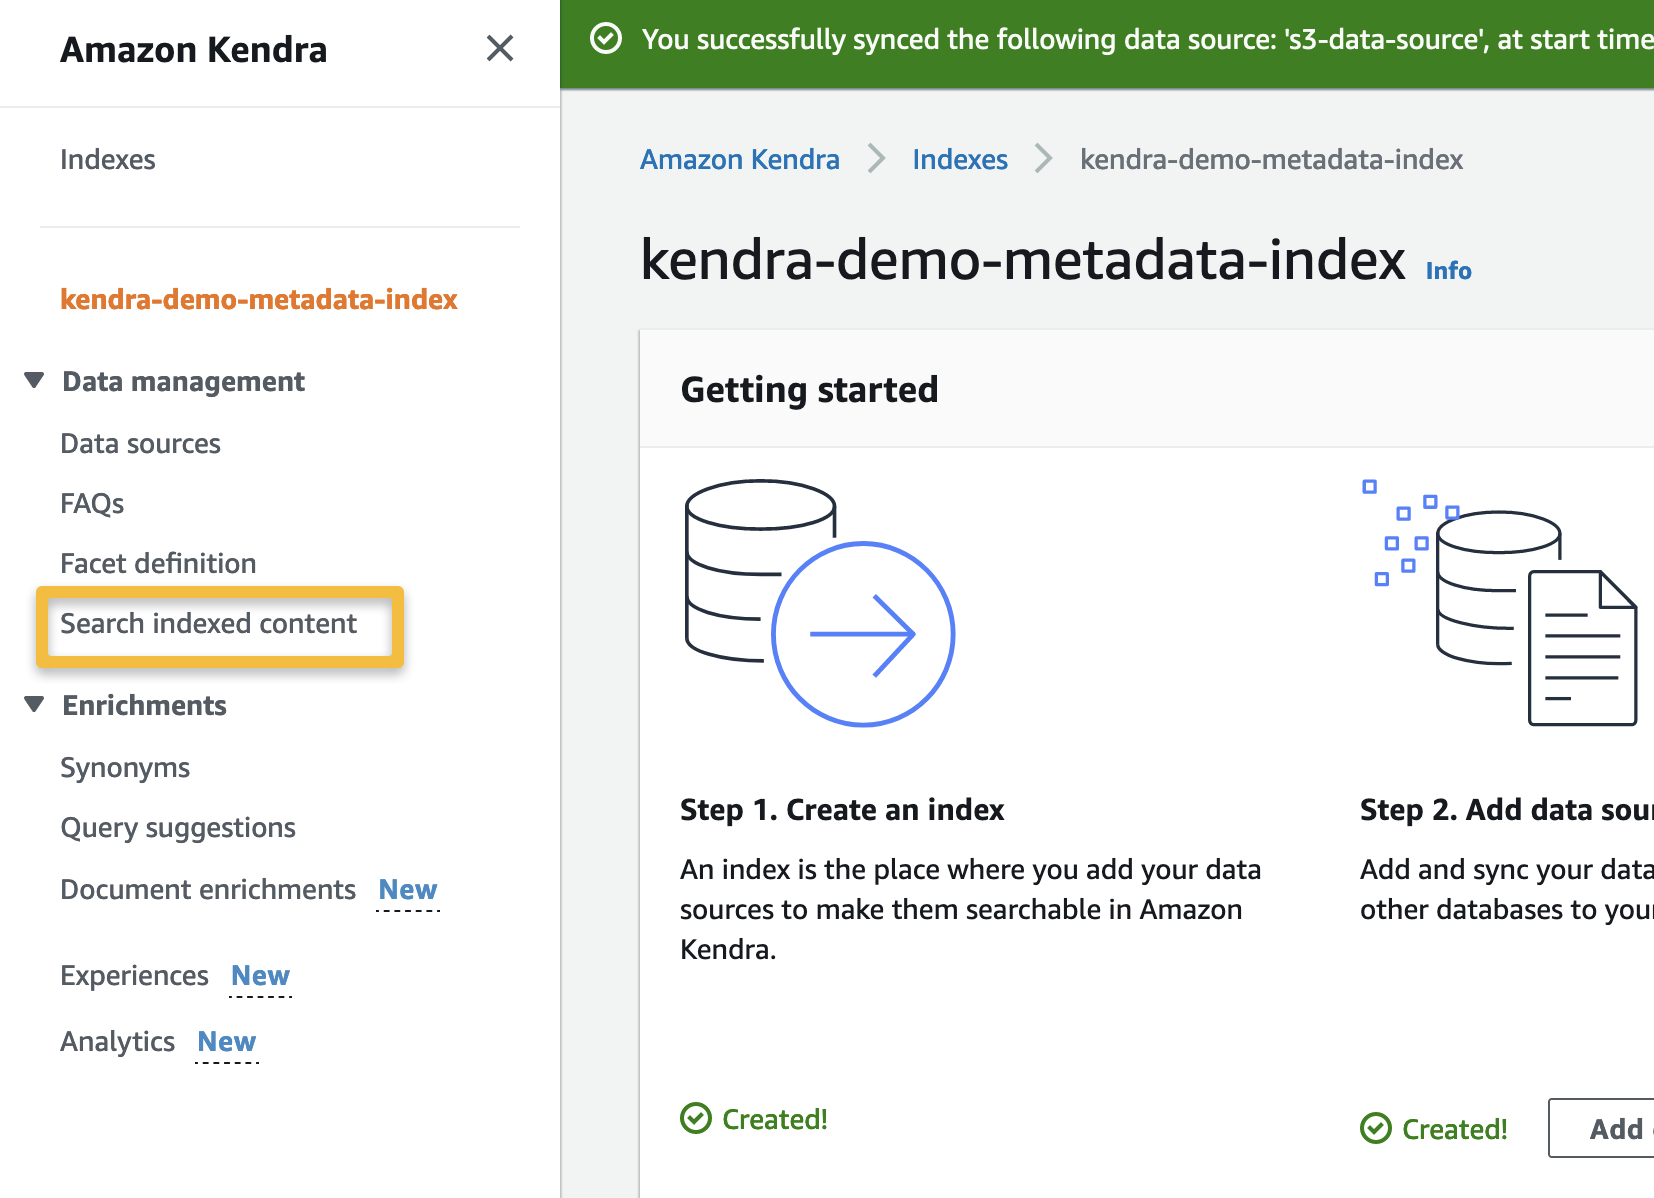 Amazon Kendra
Indexes
kendra-demo-metadata-index
Data management
Data sources
FAQs
Facet definition
Search indexed content
Enrichments
Synonyms
Query suggestions
Document enrichments New
Experiences New
Analytics New
You successfully synced the following data source: 's3-data-source', at start time
Amazon Kendra > Indexes > kendra-demo-metadata-index
kendra-demo-metadata-index Info
Getting started
Step 1. Create an index
An index is the place where you add your data
sources to make them searchable in Amazon
Kendra.
Created!
Step 2. Add data
Add and sync your data
other databases to
Created!
Add